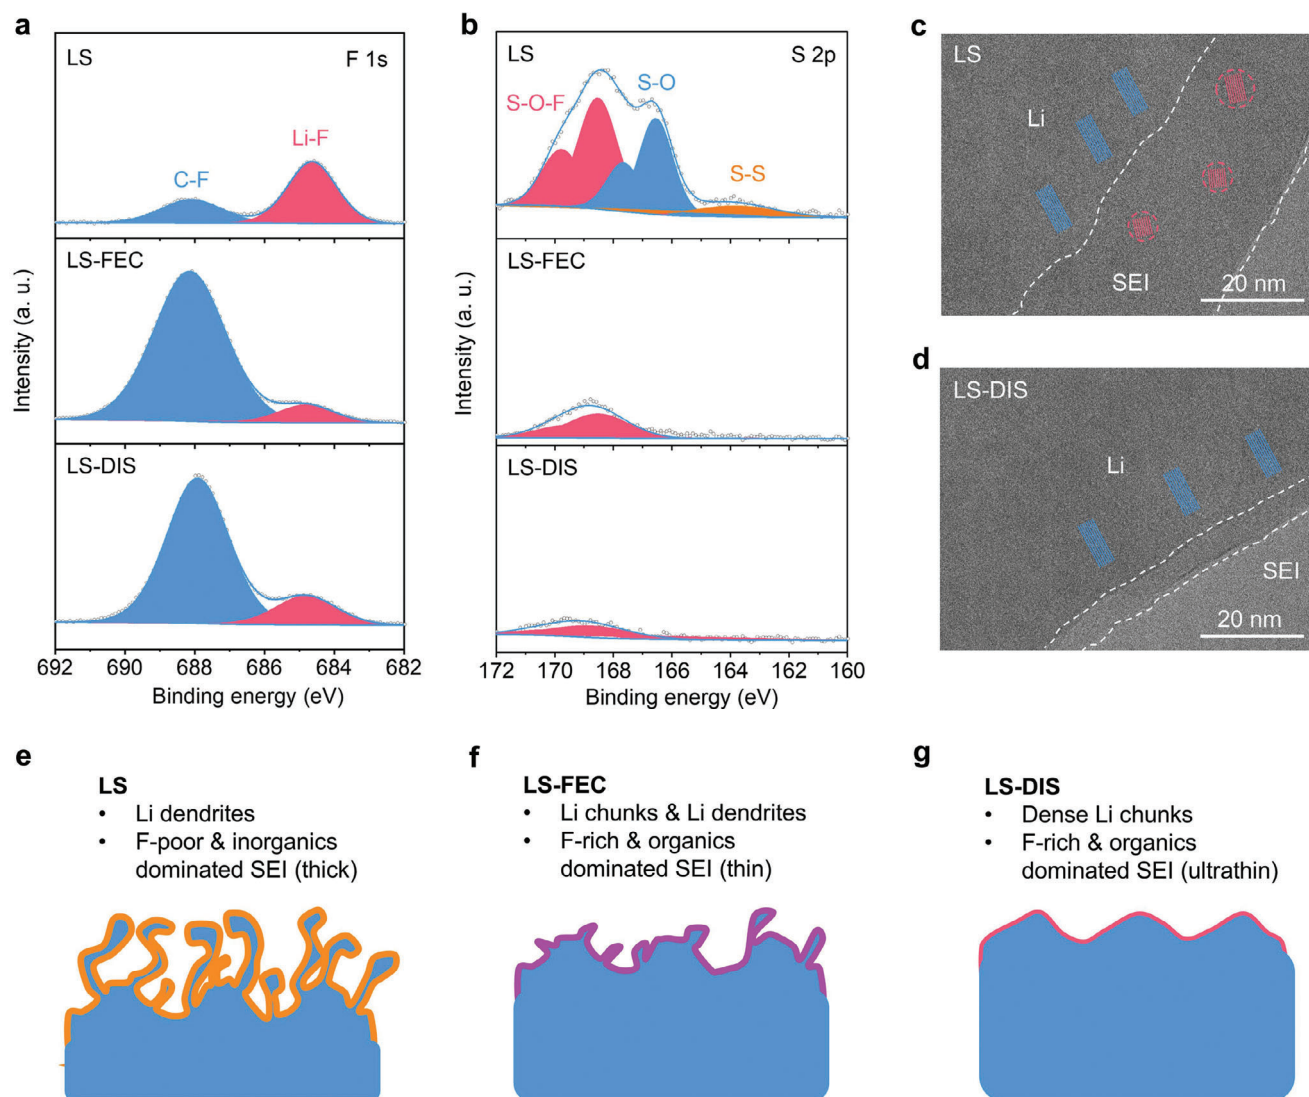 a
LS
F 1s
C-F
Li-F
LS-FEC
LS-DIS
Intensity (a. u.)
692 690 688 686 684 682
Binding energy (eV)
b
LS
S 2p
S-O-F
S-O
S-S
LS-FEC
LS-DIS
Intensity (a. u.)
172 170 168 166 164 162 160
Binding energy (eV)
c
LS
Li
SEI
20 nm
d
LS-DIS
Li
SEI
20 nm
e
LS
• Li dendrites
• F-poor & inorganics
dominated SEI (thick)
f
LS-FEC
• Li chunks & Li dendrites
• F-rich & organics
dominated SEI (thin)
g
LS-DIS
• Dense Li chunks
• F-rich & organics
dominated SEI (ultrathin)